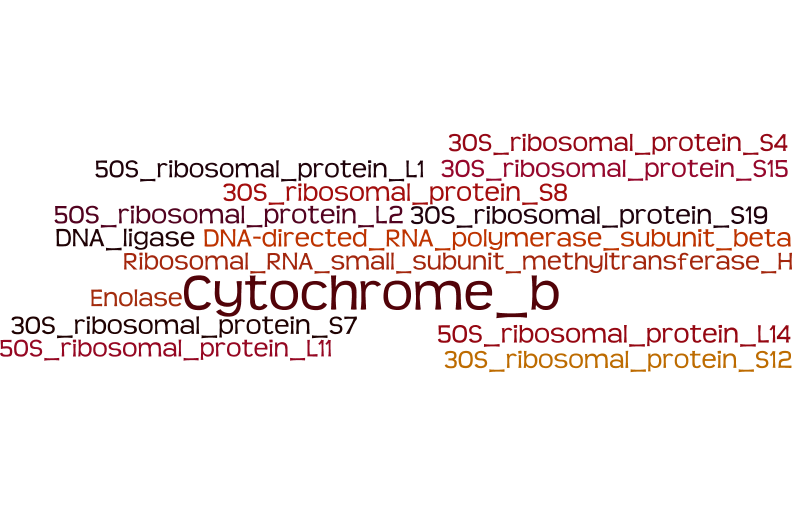 30S_ribosomal_protein_S4
50S_ribosomal_protein_L1 30S_ribosomal_protein_S15
30S_ribosomal_protein_S8
50S_ribosomal_protein_L2 30S_ribosomal_protein_S19
DNA_ligase DNA-directed_RNA_polymerase_subunit_beta
Ribosomal_RNA_small_subunit_methyltransferase_H
Enolase Cytochrome_b
30S_ribosomal_protein_S7
50S_ribosomal_protein_L14
50S_ribosomal_protein_L11
30S_ribosomal_protein_S12